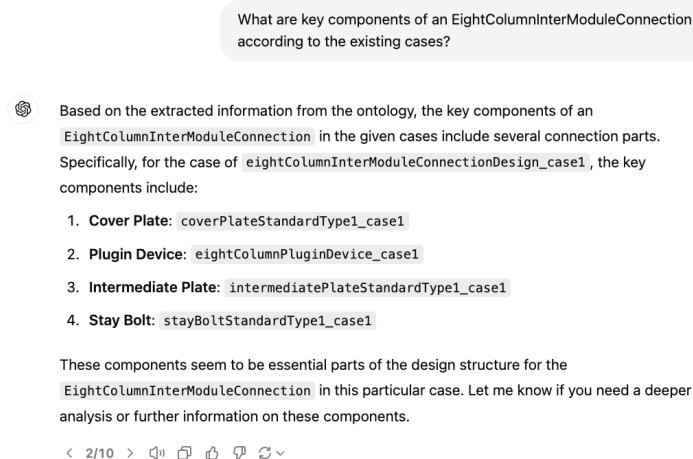 What are key components of an EightColumnInterModuleConnection
according to the existing cases?
Based on the extracted information from the ontology, the key components of an
EightColumnInterModuleConnection in the given cases include several connection parts.
Specifically, for the case of eightColumnInterModuleConnectionDesign_case1, the key
components include:
1. Cover Plate: coverPlateStandardType1_case1
2. Plugin Device: eightColumnPluginDevice_case1
3. Intermediate Plate: intermediatePlateStandardType1_case1
4. Stay Bolt: stayBoltStandardType1_case1
These components seem to be essential parts of the design structure for the
EightColumnInterModuleConnection in this particular case. Let me know if you need a deeper
analysis or further information on these components.
2/10